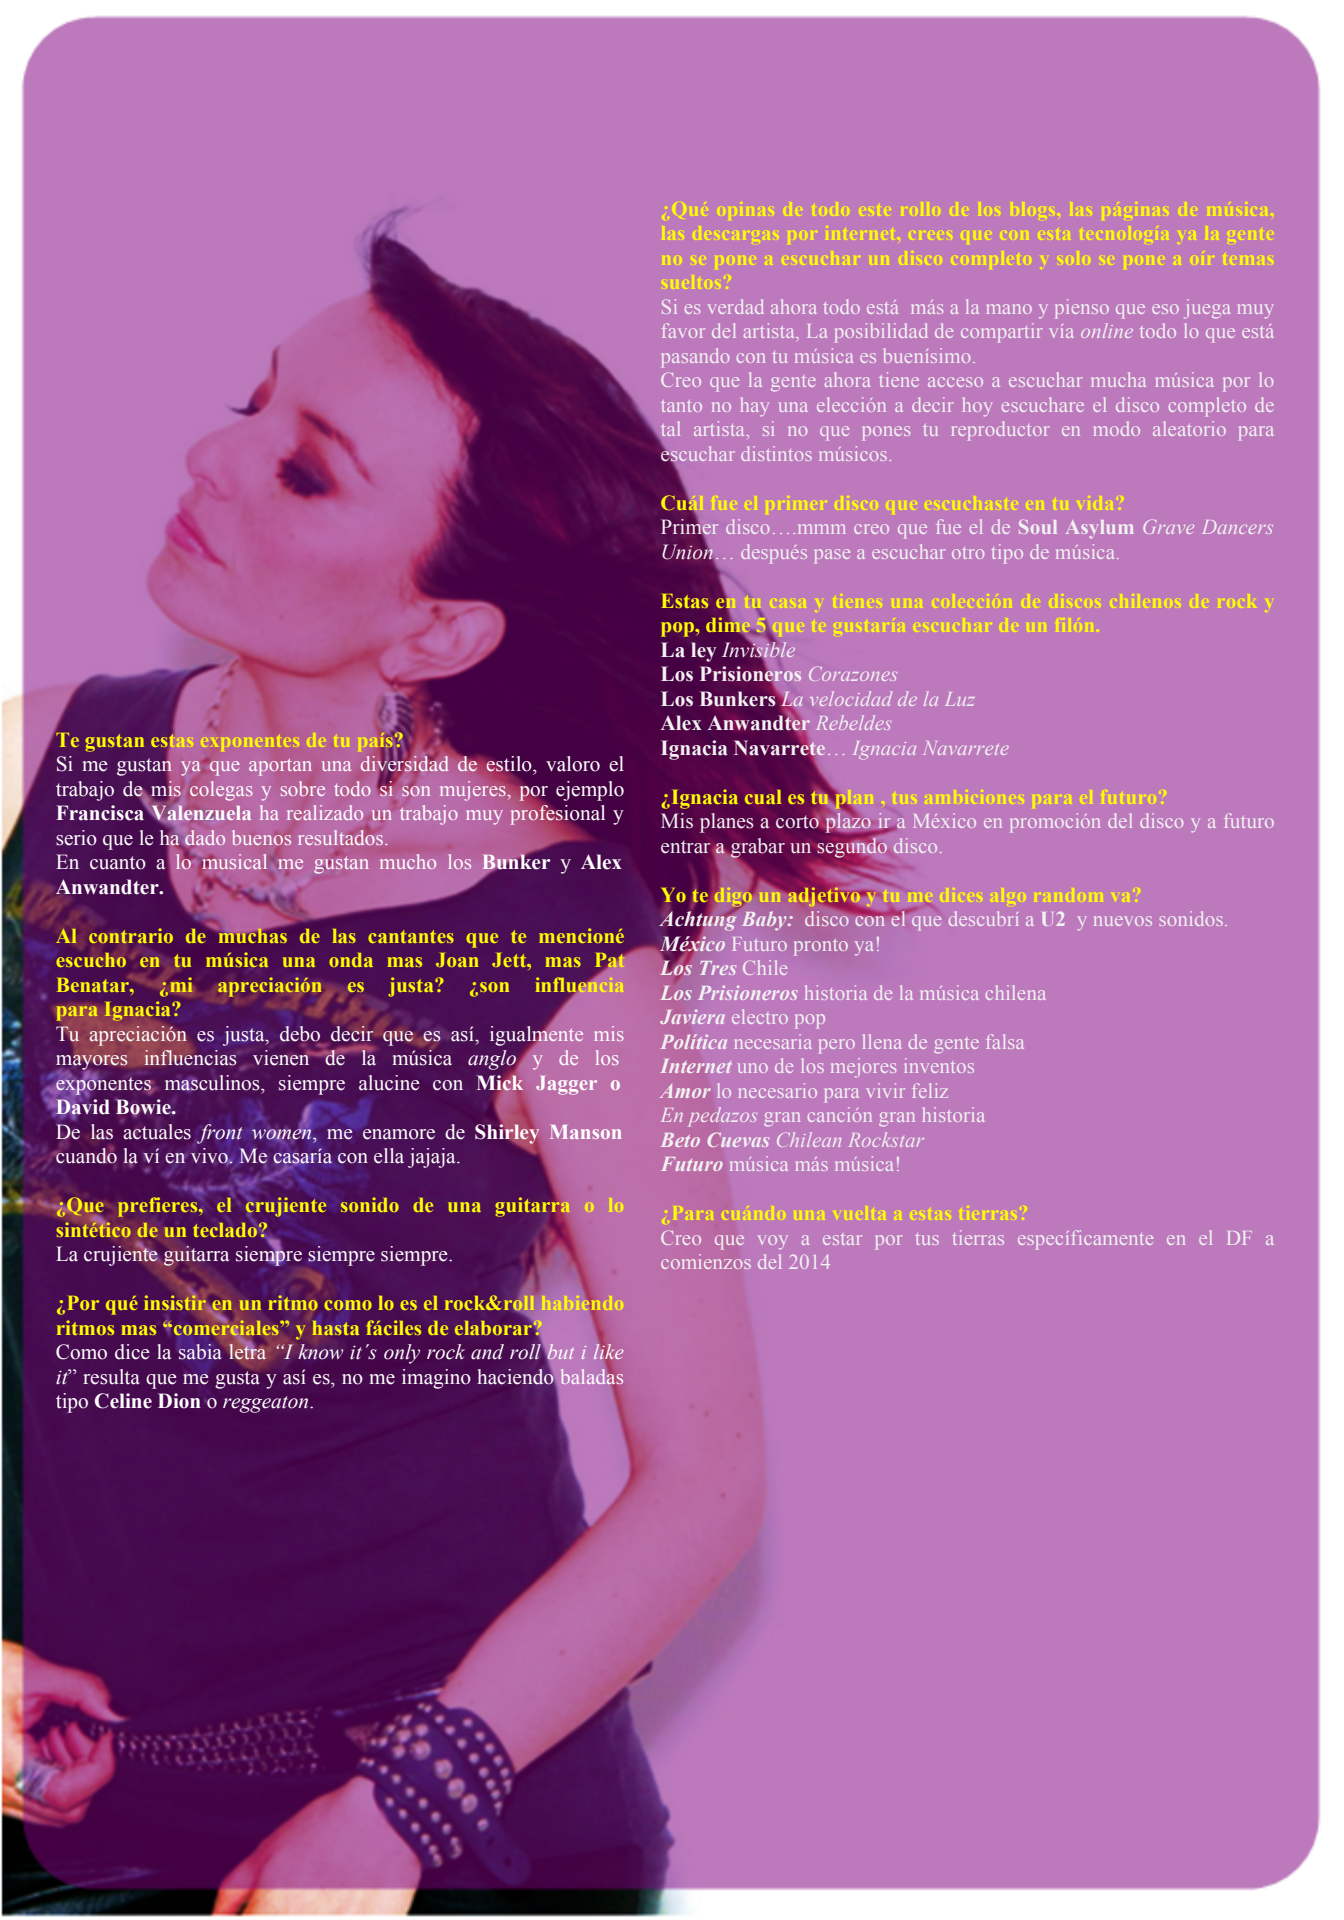 Te gustan estas exponentes de tu país?
Si me gustan ya que aportan una diversidad de estilo, valoro el
trabajo de mis colegas y sobre todo si son mujeres, por ejemplo
Francisca Valenzuela ha realizado un trabajo muy profesional y
serio que le ha dado buenos resultados.
En cuanto a lo musical me gustan mucho los Bunker y Alex
Anwandter.
Al contrario de muchas de las cantantes que te mencioné
escucho en tu música una onda mas Joan Jett, mas Pat
Benatar, ¿mi apreciación es justa? ¿son influencia
para Ignacia?
Tu apreciación es justa, debo decir que es así, igualmente mis
mayores influencias vienen de la música anglo y de los
exponentes masculinos, siempre alucine con Mick Jagger o
David Bowie.
De las actuales front women, me enamore de Shirley Manson
cuando la ví en vivo. Me casaría con ella jajaja.
¿Que prefieres, el crujiente sonido de una guitarra o lo
sintético de un teclado?
La crujiente guitarra siempre siempre siempre.
¿Por qué insistir en un ritmo como lo es el rock&roll habiendo
ritmos mas “comerciales” y hasta fáciles de elaborar?
Como dice la sabia letra “I know it´s only rock and roll but i like
it” resulta que me gusta y así es, no me imagino haciendo baladas
tipo Celine Dion o reggeaton.
¿Qué opinas de todo este rollo de los blogs, las páginas de música,
las descargas por internet, crees que con esta tecnología ya la gente
no se pone a escuchar un disco completo y solo se pone a oír temas
sueltos?
Si es verdad ahora todo está más a la mano y pienso que eso juega muy
favor del artista, La posibilidad de compartir vía online todo lo que está
pasando con tu música es buenísimo.
Creo que la gente ahora tiene acceso a escuchar mucha música por lo
tanto no hay una elección a decir hoy escuchare el disco completo de
tal artista, si no que pones tu reproductor en modo aleatorio para
escuchar distintos músicos.
Cuál fue el primer disco que escuchaste en tu vida?
Primer disco….mmm creo que fue el de Soul Asylum Grave Dancers
Union… después pase a escuchar otro tipo de música.
Estas en tu casa y tienes una colección de discos chilenos de rock y
pop, dime 5 que te gustaría escuchar de un filón.
La ley Invisible
Los Prisioneros Corazones
Los Bunkers La velocidad de la Luz
Alex Anwandter Rebeldes
Ignacia Navarrete… Ignacia Navarrete
¿Ignacia cual es tu plan , tus ambiciones para el futuro?
Mis planes a corto plazo ir a México en promoción del disco y a futuro
entrar a grabar un segundo disco.
Yo te digo un adjetivo y tu me dices algo random va?
Achtung Baby: disco con el que descubrí a U2 y nuevos sonidos.
México Futuro pronto ya!
Los Tres Chile
Los Prisioneros historia de la música chilena
Javiera electro pop
Política necesaria pero llena de gente falsa
Internet uno de los mejores inventos
Amor lo necesario para vivir feliz
En pedazos gran canción gran historia
Beto Cuevas Chilean Rockstar
Futuro música más música!
¿Para cuándo una vuelta a estas tierras?
Creo que voy a estar por tus tierras específicamente en el DF a
comienzos del 2014